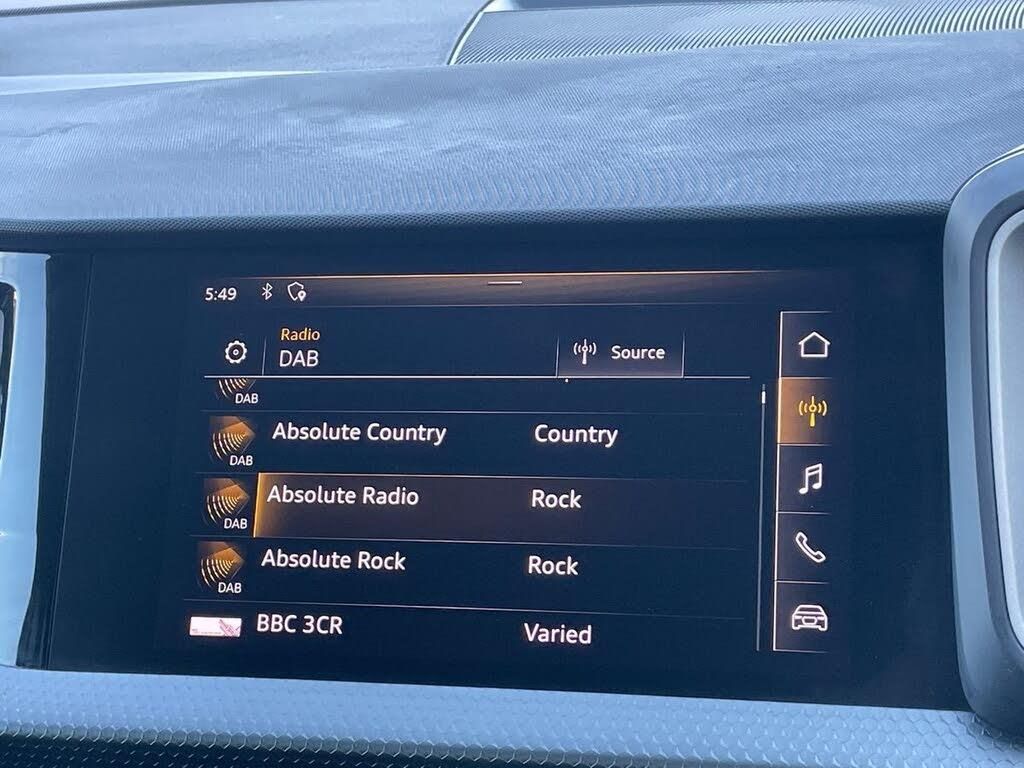 5:49
Radio
DAB
Source
DAB
Absolute Country Country
DAB
Absolute Radio Rock
DAB
Absolute Rock Rock
DAB
BBC 3CR Varied